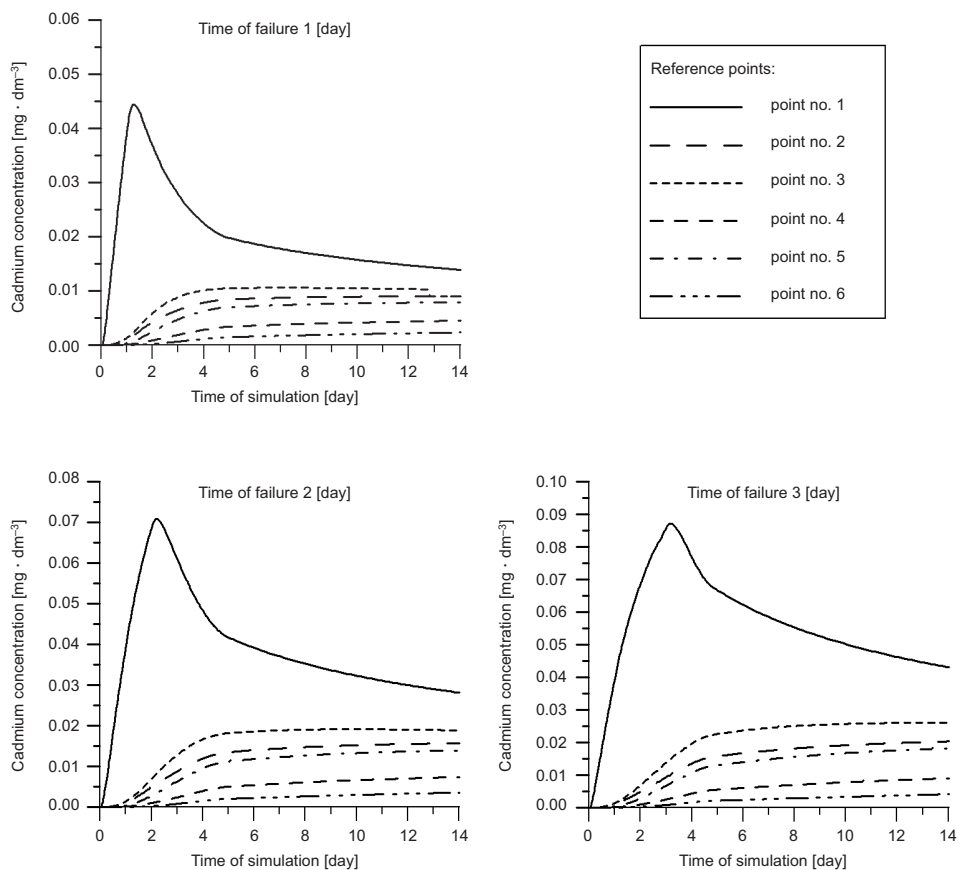 Time of failure 1 [day]
Cadmium concentration [mg · dm⁻³]
0.06
0.05
0.04
0.03
0.02
0.01
0.00
0 2 4 6 8 10 12 14
Time of simulation [day]
Reference points:
point no. 1
point no. 2
point no. 3
point no. 4
point no. 5
point no. 6
Time of failure 2 [day]
Cadmium concentration [mg · dm⁻³]
0.08
0.07
0.06
0.05
0.04
0.03
0.02
0.01
0.00
0 2 4 6 8 10 12 14
Time of simulation [day]
Time of failure 3 [day]
Cadmium concentration [mg · dm⁻³]
0.10
0.09
0.08
0.07
0.06
0.05
0.04
0.03
0.02
0.01
0.00
0 2 4 6 8 10 12 14
Time of simulation [day]